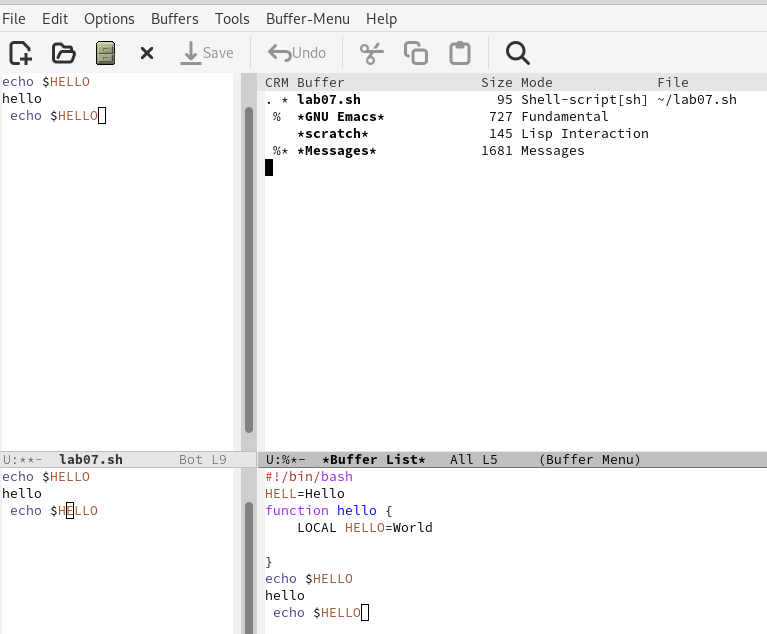 File Edit Options Buffers Tools Buffer-Menu Help
Save Undo
echo $HELLO
hello
 echo $HELLO
U:**-  lab07.sh       Bot L9
CRM Buffer                 Size Mode             File
. * lab07.sh                 95 Shell-script[sh] ~/lab07.sh
 %  *GNU Emacs*             727 Fundamental
    *scratch*               145 Lisp Interaction
 %* *Messages*             1681 Messages
U:%*-  *Buffer List*   All L5     (Buffer Menu)
echo $HELLO
hello
 echo $HELLO
#!/bin/bash
HELL=Hello
function hello {
    LOCAL HELLO=World
}
echo $HELLO
hello
 echo $HELLO